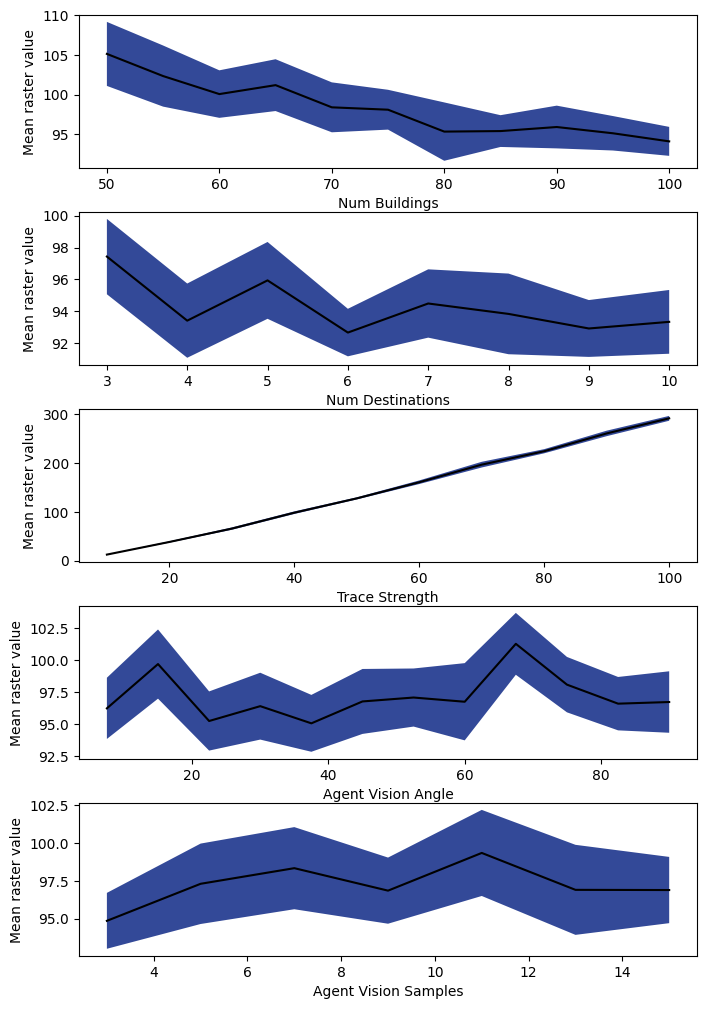 110
105
100
95
Mean raster value
50 60 70 80 90 100
Num Buildings
100
98
96
94
92
Mean raster value
3 4 5 6 7 8 9 10
Num Destinations
300
200
100
0
Mean raster value
20 40 60 80 100
Trace Strength
102.5
100.0
97.5
95.0
92.5
Mean raster value
20 40 60 80
Agent Vision Angle
102.5
100.0
97.5
95.0
Mean raster value
4 6 8 10 12 14
Agent Vision Samples